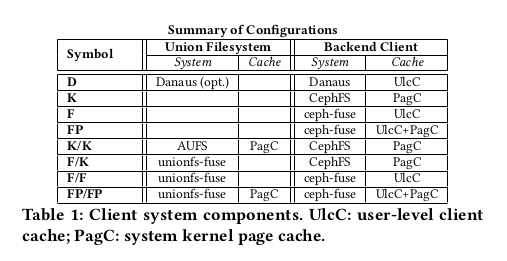 Summary of Configurations
Symbol Union Filesystem Backend Client
System Cache System Cache
D Danaus (opt.) Danaus UlcC
K CephFS PagC
F ceph-fuse UlcC
FP ceph-fuse UlcC+PagC
K/K AUFS PagC CephFS PagC
F/K unionfs-fuse CephFS PagC
F/F unionfs-fuse ceph-fuse UlcC
FP/FP unionfs-fuse PagC ceph-fuse UlcC+PagC
Table 1: Client system components. UlcC: user-level client
cache; PagC: system kernel page cache.